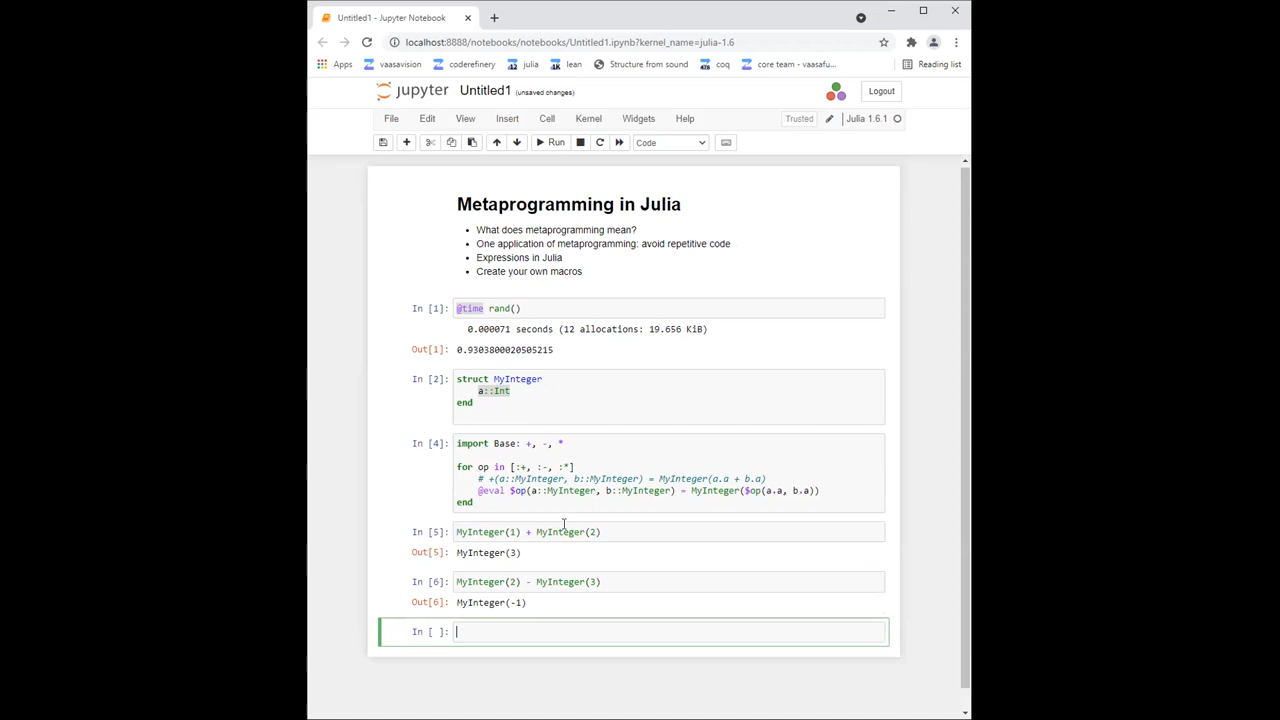 Untitled1 - Jupyter Notebook
localhost:8888/notebooks/notebooks/Untitled1.ipynb?kernel_name=julia-1.6
Apps vaasavision coderefinery julia lean Structure from sound coq core team - vaasafu... Reading list
jupyter Untitled1 (unsaved changes) Logout
File Edit View Insert Cell Kernel Widgets Help Trusted Julia 1.6.1
Run Code
Metaprogramming in Julia
• What does metaprogramming mean?
• One application of metaprogramming: avoid repetitive code
• Expressions in Julia
• Create your own macros
In [1]: @time rand()
0.000071 seconds (12 allocations: 19.656 KiB)
Out[1]: 0.9303800020505215
In [2]: struct MyInteger
a::Int
end
In [4]: import Base: +, -, *
for op in [:+, :-, :*]
# +(a::MyInteger, b::MyInteger) = MyInteger(a.a + b.a)
@eval $op(a::MyInteger, b::MyInteger) = MyInteger($op(a.a, b.a))
end
In [5]: MyInteger(1) + MyInteger(2)
Out[5]: MyInteger(3)
In [6]: MyInteger(2) - MyInteger(3)
Out[6]: MyInteger(-1)
In [ ]: